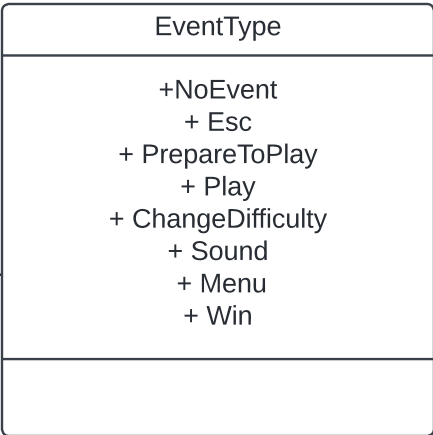 EventType
+NoEvent
+ Esc
+ PrepareToPlay
+ Play
+ ChangeDifficulty
+ Sound
+ Menu
+ Win